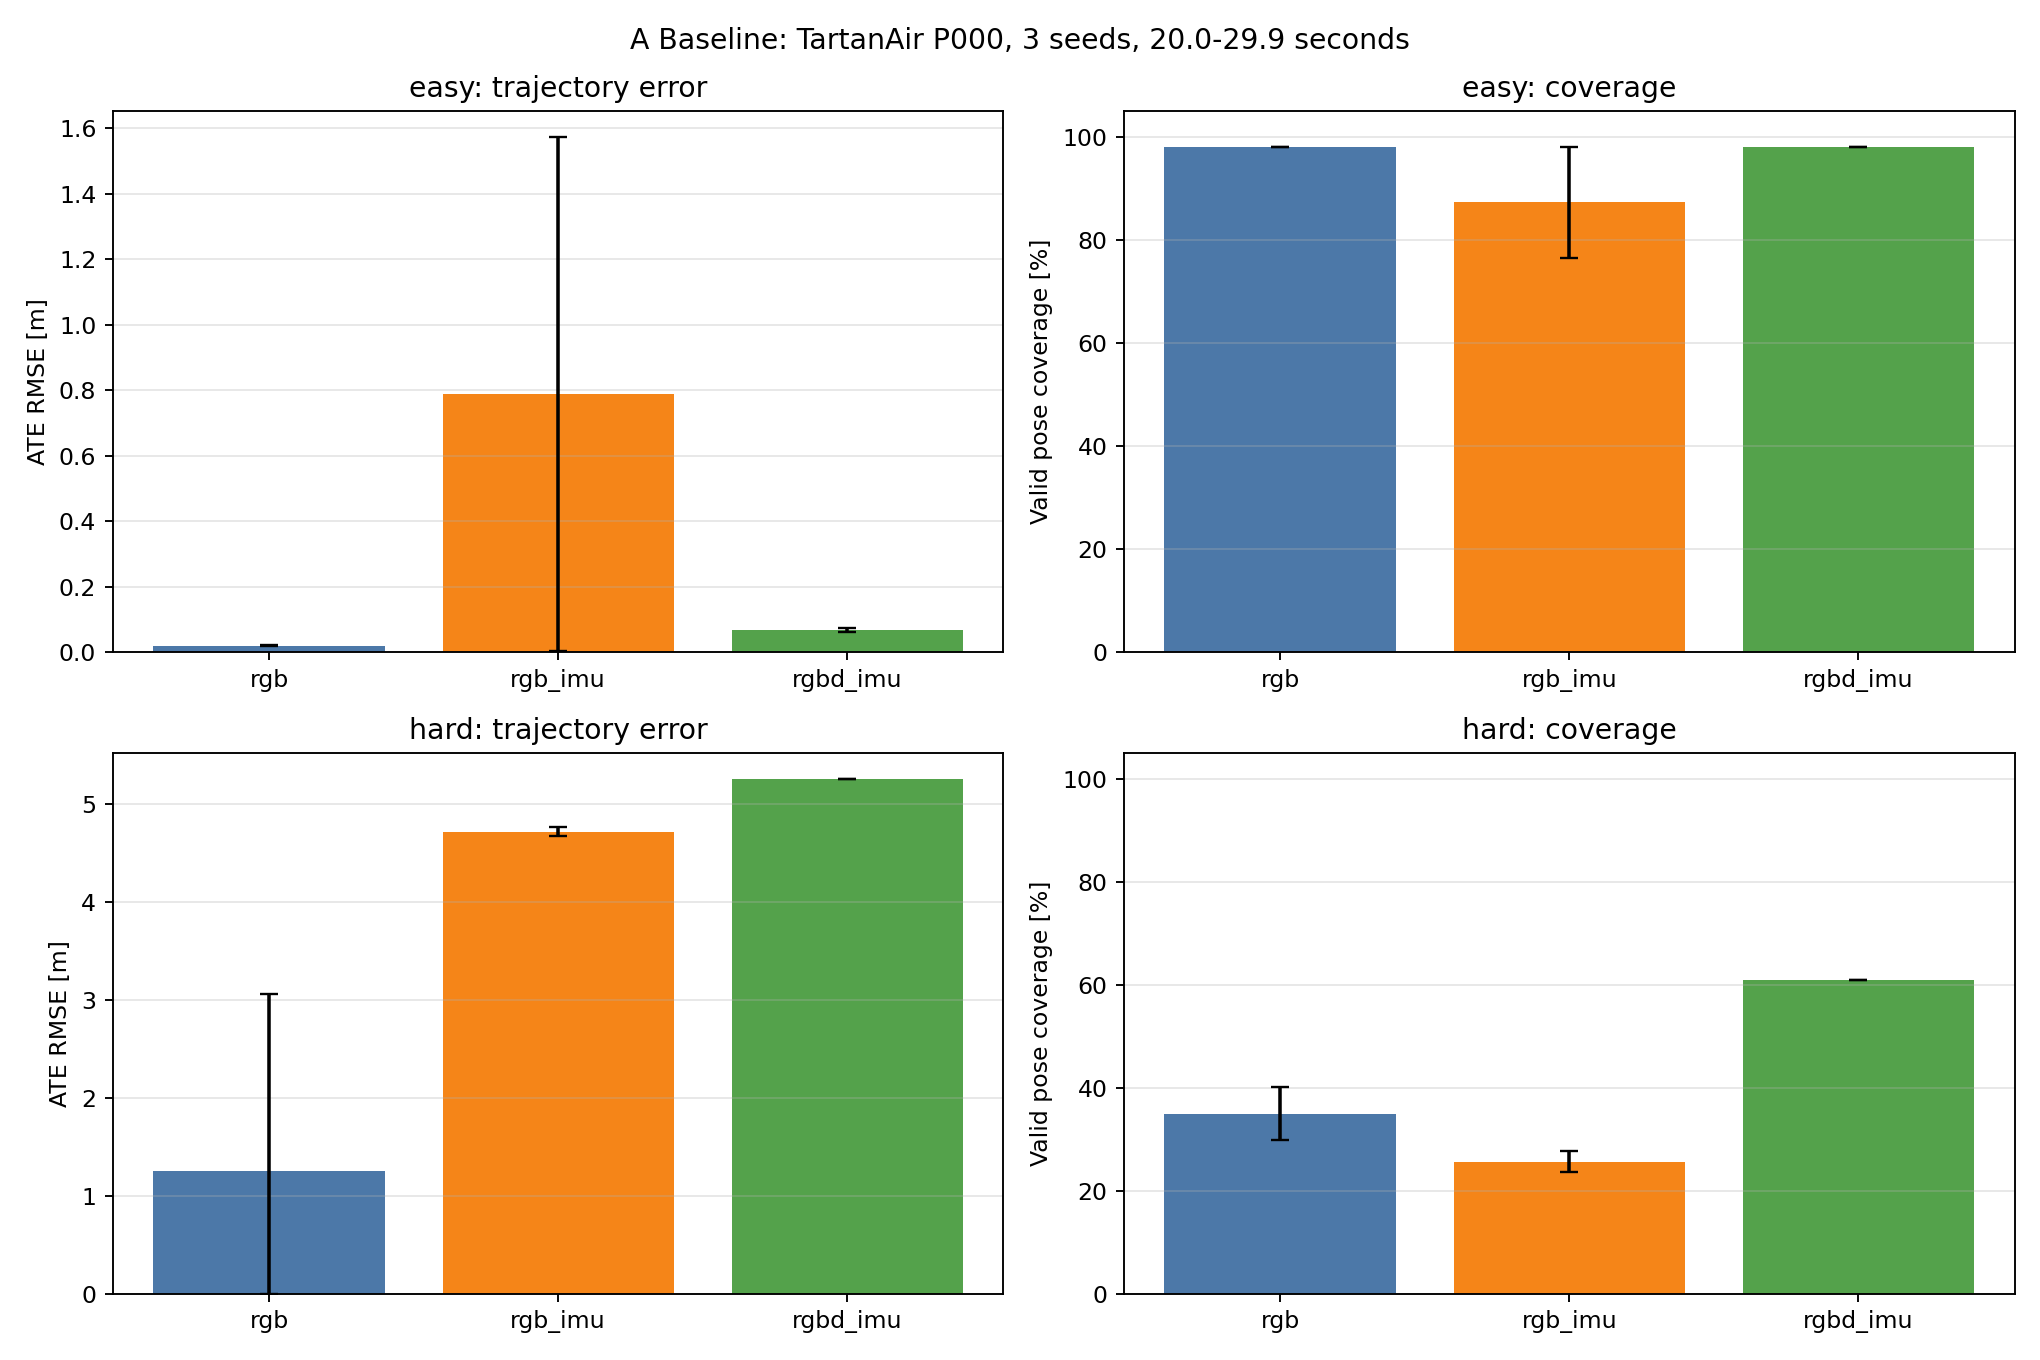 A Baseline: TartanAir P000, 3 seeds, 20.0-29.9 seconds
easy: trajectory error
ATE RMSE [m]
1.6
1.4
1.2
1.0
0.8
0.6
0.4
0.2
0.0
rgb
rgb_imu
rgbd_imu
easy: coverage
Valid pose coverage [%]
100
80
60
40
20
0
rgb
rgb_imu
rgbd_imu
hard: trajectory error
ATE RMSE [m]
5
4
3
2
1
0
rgb
rgb_imu
rgbd_imu
hard: coverage
Valid pose coverage [%]
100
80
60
40
20
0
rgb
rgb_imu
rgbd_imu